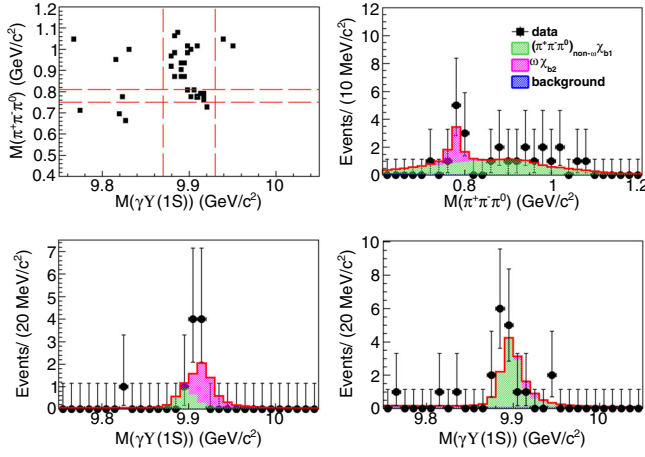 M(π⁺π⁻π⁰) (GeV/c²)
1.2
1.1
1
0.9
0.8
0.7
0.6
0.5
0.4
9.8 9.9 10
M(γΥ(1S)) (GeV/c²)
Events/ (10 MeV/c²)
10
8
6
4
2
0
data
(π⁺π⁻π⁰)non-ω χb1
ω χb2
background
0.8 1 1.2
M(π⁺π⁻π⁰) GeV/c²
Events/ (20 MeV/c²)
7
6
5
4
3
2
1
0
9.8 9.9 10
M(γΥ(1S)) (GeV/c²)
Events/ (20 MeV/c²)
10
8
6
4
2
0
9.8 9.9 10
M(γΥ(1S)) (GeV/c²)